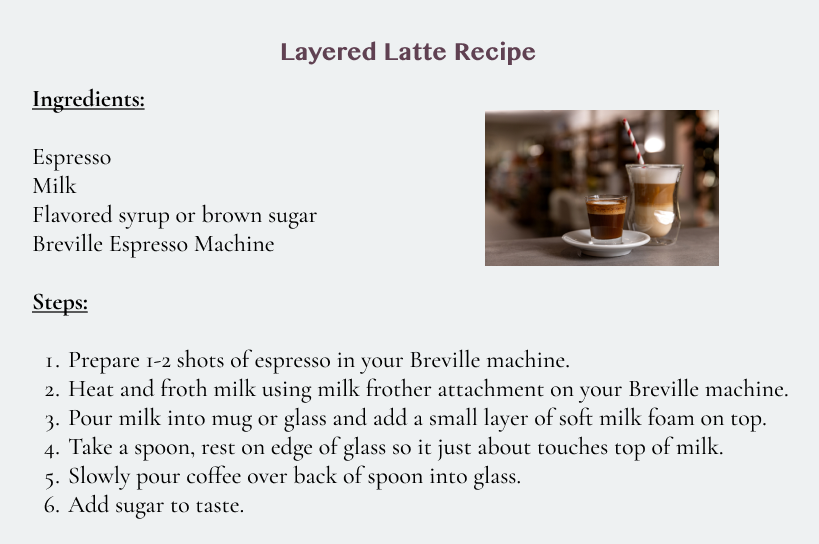 Layered Latte Recipe
Ingredients:
Espresso
Milk
Flavored syrup or brown sugar
Breville Espresso Machine
Steps:
1. Prepare 1-2 shots of espresso in your Breville machine.
2. Heat and froth milk using milk frother attachment on your Breville machine.
3. Pour milk into mug or glass and add a small layer of soft milk foam on top.
4. Take a spoon, rest on edge of glass so it just about touches top of milk.
5. Slowly pour coffee over back of spoon into glass.
6. Add sugar to taste.